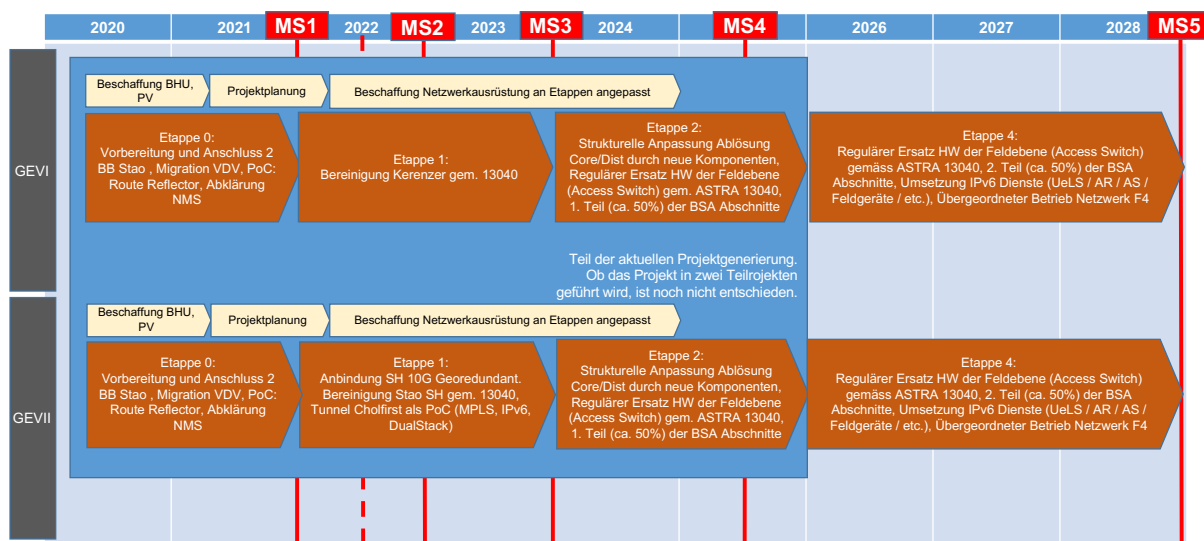 2020
2021
MS1
2022
MS2
2023
MS3
2024
MS4
2026
2027
2028
MS5
GEVI
Beschaffung BHU,
PV
Projektplanung
Beschaffung Netzwerkausrüstung an Etappen angepasst
Etappe 0:
Vorbereitung und Anschluss 2
BB Stao , Migration VDV, PoC:
Route Reflector, Abklärung
NMS
Etappe 1:
Bereinigung Kerenzer gem. 13040
Etappe 2:
Strukturelle Anpassung Ablösung
Core/Dist durch neue Komponenten,
Regulärer Ersatz HW der Feldebene
(Access Switch) gem. ASTRA 13040,
1. Teil (ca. 50%) der BSA Abschnitte
Etappe 4:
Regulärer Ersatz HW der Feldebene (Access Switch)
gemäss ASTRA 13040, 2. Teil (ca. 50%) der BSA
Abschnitte, Umsetzung IPv6 Dienste (UeLS / AR / AS /
Feldgeräte / etc.), Übergeordneter Betrieb Netzwerk F4
Teil der aktuellen Projektgenerierung.
Ob das Projekt in zwei Teilrojekten
geführt wird, ist noch nicht entschieden.
GEVII
Beschaffung BHU,
PV
Projektplanung
Beschaffung Netzwerkausrüstung an Etappen angepasst
Etappe 0:
Vorbereitung und Anschluss 2
BB Stao , Migration VDV, PoC:
Route Reflector, Abklärung
NMS
Etappe 1:
Anbindung SH 10G Georedundant.
Bereinigung Stao SH gem. 13040,
Tunnel Cholfirst als PoC (MPLS, IPv6,
DualStack)
Etappe 2:
Strukturelle Anpassung Ablösung
Core/Dist durch neue Komponenten,
Regulärer Ersatz HW der Feldebene
(Access Switch) gem. ASTRA 13040,
1. Teil (ca. 50%) der BSA Abschnitte
Etappe 4:
Regulärer Ersatz HW der Feldebene (Access Switch)
gemäss ASTRA 13040, 2. Teil (ca. 50%) der BSA
Abschnitte, Umsetzung IPv6 Dienste (UeLS / AR / AS /
Feldgeräte / etc.), Übergeordneter Betrieb Netzwerk F4